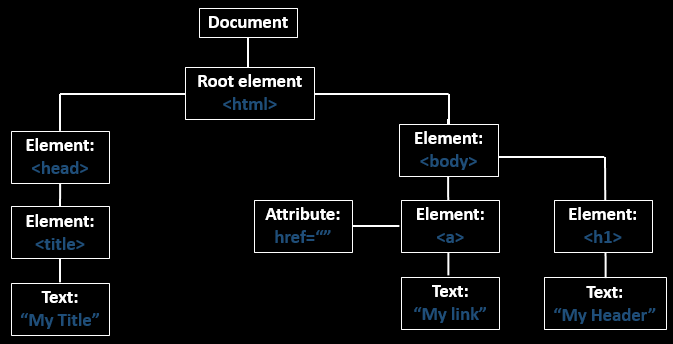 Document
Root element
<html>
Element:
<head>
Element:
<body>
Element:
<title>
Attribute:
href=“”
Element:
<a>
Element:
<h1>
Text:
“My Title”
Text:
“My link”
Text:
“My Header”